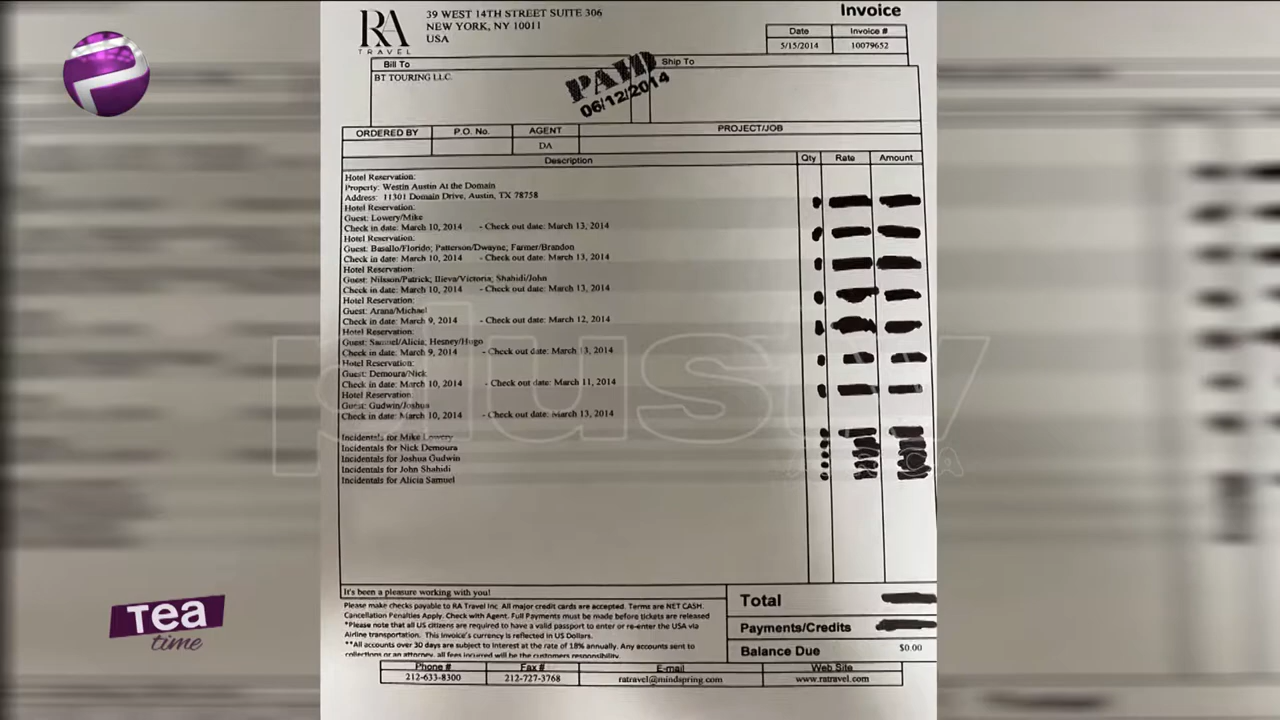 RA
TRAVEL
39 WEST 14TH STREET SUITE 306
NEW YORK, NY 10011
USA
Invoice
Date Invoice #
5/15/2014 10079652
Bill To
Ship To
BT TOURING LLC.
PAID
06/12/2014
ORDERED BY P.O. No. AGENT PROJECT/JOB
DA
Description Qty Rate Amount
Hotel Reservation:
Property: Westin Austin At the Domain
Address: 11301 Domain Drive, Austin, TX 78758
Hotel Reservation:
Guest: Lowery/Mike
Check in date: March 10, 2014 - Check out date: March 13, 2014
Hotel Reservation:
Guest: Basallo/Florido; Patterson/Dwayne; Farmer/Brandon
Check in date: March 10, 2014 - Check out date: March 13, 2014
Hotel Reservation:
Guest: Nilsson/Patrick; Ilieva/Victoria; Shahidi/John
Check in date: March 10, 2014 - Check out date: March 13, 2014
Hotel Reservation:
Guest: Arana/Michael
Check in date: March 9, 2014 - Check out date: March 12, 2014
Hotel Reservation:
Guest: Samuel/Alicia, Hesney/Hugo
Check in date: March 9, 2014 - Check out date: March 13, 2014
Hotel Reservation:
Guest: Demoura/Nick
Check in date: March 10, 2014 - Check out date: March 11, 2014
Hotel Reservation:
Guest: Gudwin/Joshua
Check in date: March 10, 2014 - Check out date: March 13, 2014
Incidentals for Mike Lowery
Incidentals for Nick Demoura
Incidentals for Joshua Gudwin
Incidentals for John Shahidi
Incidentals for Alicia Samuel
plustv
It's been a pleasure working with you!
Please make checks payable to RA Travel Inc. All major credit cards are accepted. Terms are NET CASH.
Cancellation Penalties Apply. Check with Agent. Full Payments must be made before tickets are released
*Please note that all US citizens are required to have a valid passport to enter or re-enter the USA via
Airline transportation. This Invoice's currency is reflected in US Dollars.
**All accounts over 30 days are subject to Interest at the rate of 18% annually. Any accounts sent to
collections or an attorney, all fees incurred will be the customers responsibility.
Total
Payments/Credits
Balance Due $0.00
Phone # Fax # E-mail Web Site
212-633-8300 212-727-3768 ratravel@mindspring.com www.ratravel.com
Tea
time